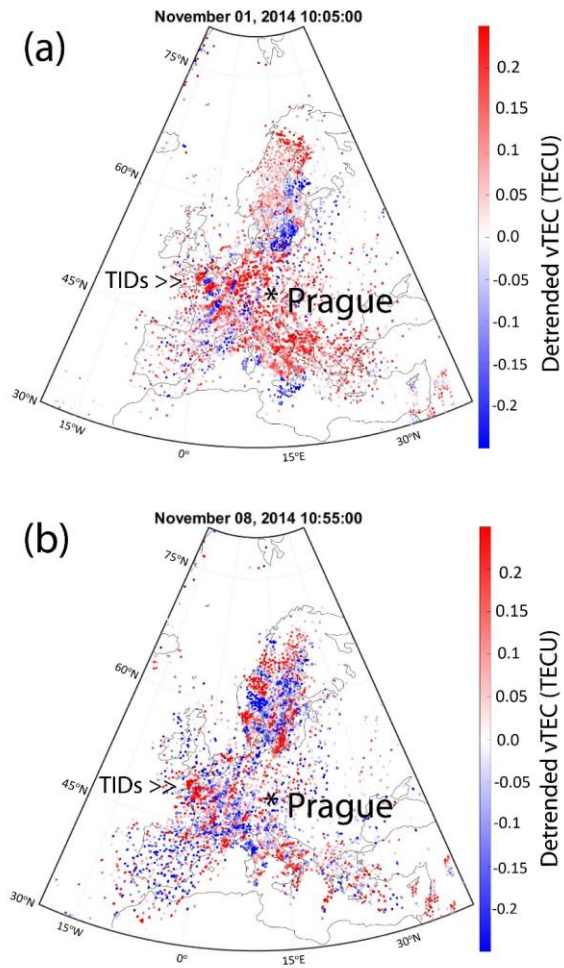 November 01, 2014 10:05:00
(a)
75°N
60°N
45°N
30°N
15°W
0°
15°E
30°N
TIDs >>
* Prague
0.2
0.15
0.1
0.05
0.0
-0.05
-0.1
-0.15
-0.2
Detrended vTEC (TECU)
November 08, 2014 10:55:00
(b)
75°N
60°N
45°N
30°N
15°W
0°
15°E
30°N
TIDs >>
* Prague
0.2
0.15
0.1
0.05
0.0
-0.05
-0.1
-0.15
-0.2
Detrended vTEC (TECU)